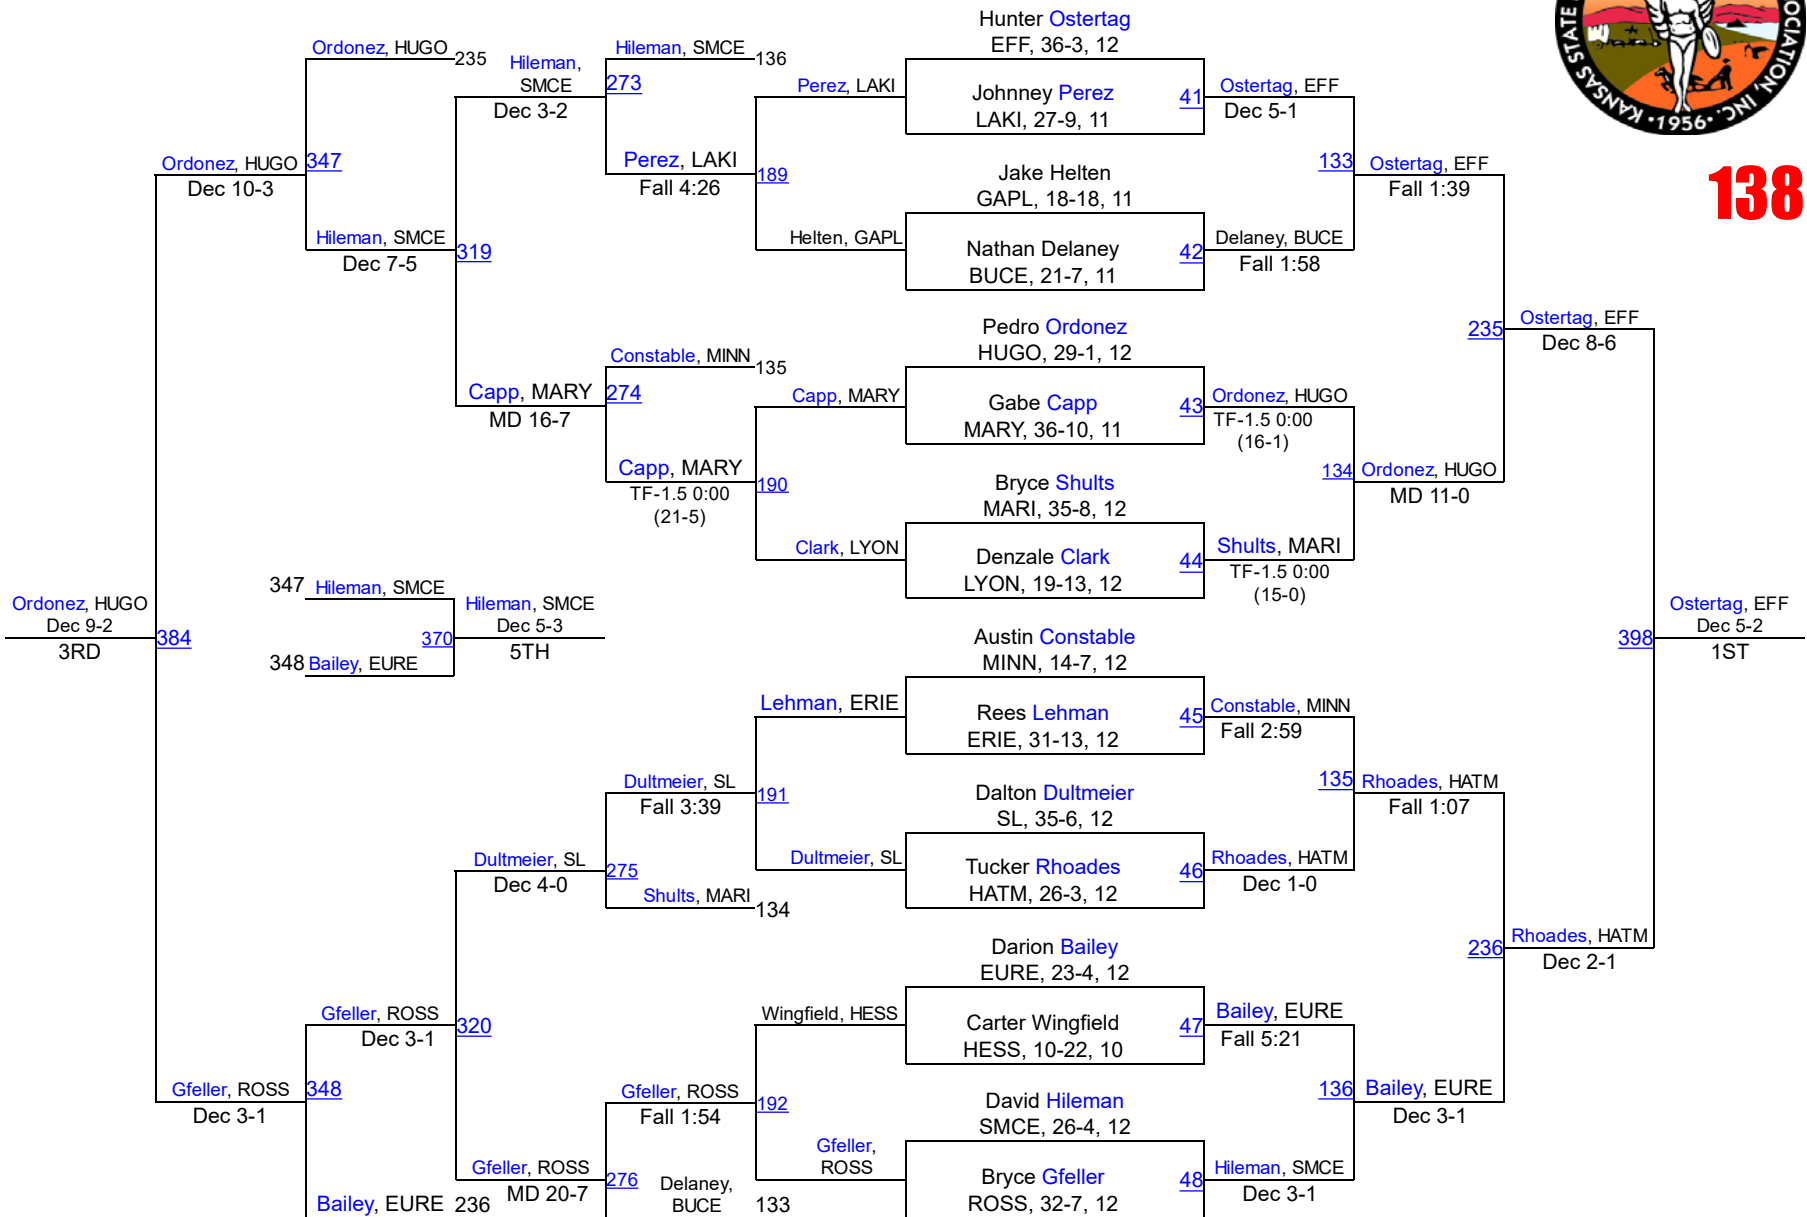 Hunter Ostertag
EFF, 36-3, 12
KANSAS STATE
OCIATION, INC.
•1956•
138
Ordonez, HUGO
235
Hileman,
SMCE
Dec 3-2
Hileman, SMCE
136
273
Perez, LAKI
Johnney Perez
LAKI, 27-9, 11
41
Ostertag, EFF
Dec 5-1
Ordonez, HUGO
Dec 10-3
347
Perez, LAKI
Fall 4:26
189
Jake Helten
GAPL, 18-18, 11
133
Ostertag, EFF
Fall 1:39
Hileman, SMCE
Dec 7-5
319
Helten, GAPL
Nathan Delaney
BUCE, 21-7, 11
42
Delaney, BUCE
Fall 1:58
Pedro Ordonez
HUGO, 29-1, 12
235
Ostertag, EFF
Dec 8-6
Constable, MINN
135
Capp, MARY
MD 16-7
274
Capp, MARY
Gabe Capp
MARY, 36-10, 11
43
Ordonez, HUGO
TF-1.5 0:00
(16-1)
Capp, MARY
TF-1.5 0:00
(21-5)
190
Bryce Shults
MARI, 35-8, 12
134
Ordonez, HUGO
MD 11-0
Clark, LYON
Denzale Clark
LYON, 19-13, 12
44
Shults, MARI
TF-1.5 0:00
(15-0)
347
Hileman, SMCE
Ordonez, HUGO
Dec 9-2
3RD
384
348
Bailey, EURE
370
Hileman, SMCE
Dec 5-3
5TH
Austin Constable
MINN, 14-7, 12
398
Ostertag, EFF
Dec 5-2
1ST
Lehman, ERIE
Rees Lehman
ERIE, 31-13, 12
45
Constable, MINN
Fall 2:59
Dultmeier, SL
Fall 3:39
191
Dalton Dultmeier
SL, 35-6, 12
135
Rhoades, HATM
Fall 1:07
Dultmeier, SL
Dec 4-0
275
Dultmeier, SL
Tucker Rhoades
HATM, 26-3, 12
46
Rhoades, HATM
Dec 1-0
Shults, MARI
134
Darion Bailey
EURE, 23-4, 12
236
Rhoades, HATM
Dec 2-1
Gfeller, ROSS
Dec 3-1
320
Wingfield, HESS
Carter Wingfield
HESS, 10-22, 10
47
Bailey, EURE
Fall 5:21
Gfeller, ROSS
Dec 3-1
348
Gfeller, ROSS
Fall 1:54
192
David Hileman
SMCE, 26-4, 12
136
Bailey, EURE
Dec 3-1
Gfeller, ROSS
MD 20-7
276
Gfeller,
ROSS
Bryce Gfeller
ROSS, 32-7, 12
48
Hileman, SMCE
Dec 3-1
Bailey, EURE
236
Delaney,
BUCE
133